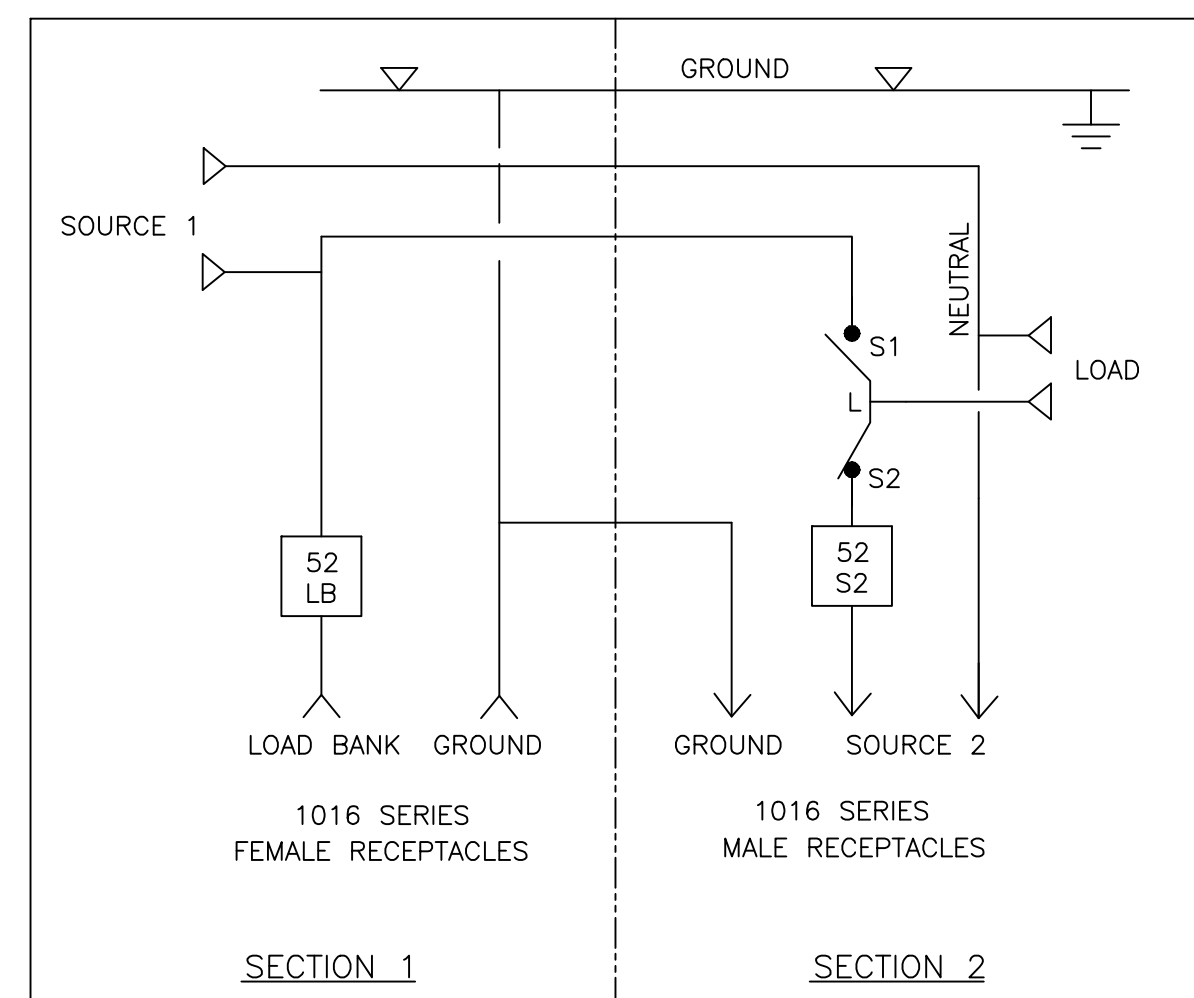 GROUND
SOURCE 1
NEUTRAL
S1
LOAD
L
S2
52
LB
52
S2
LOAD BANK
GROUND
GROUND
SOURCE 2
1016 SERIES
FEMALE RECEPTACLES
1016 SERIES
MALE RECEPTACLES
SECTION 1
SECTION 2